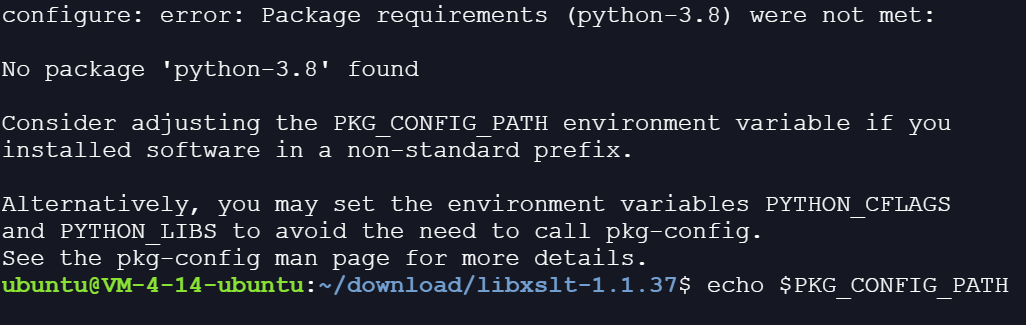 configure: error: Package requirements (python-3.8) were not met:
No package 'python-3.8' found
Consider adjusting the PKG_CONFIG_PATH environment variable if you
installed software in a non-standard prefix.
Alternatively, you may set the environment variables PYTHON_CFLAGS
and PYTHON_LIBS to avoid the need to call pkg-config.
See the pkg-config man page for more details.
ubuntu@VM-4-14-ubuntu:~/download/libxslt-1.1.37$ echo $PKG_CONFIG_PATH